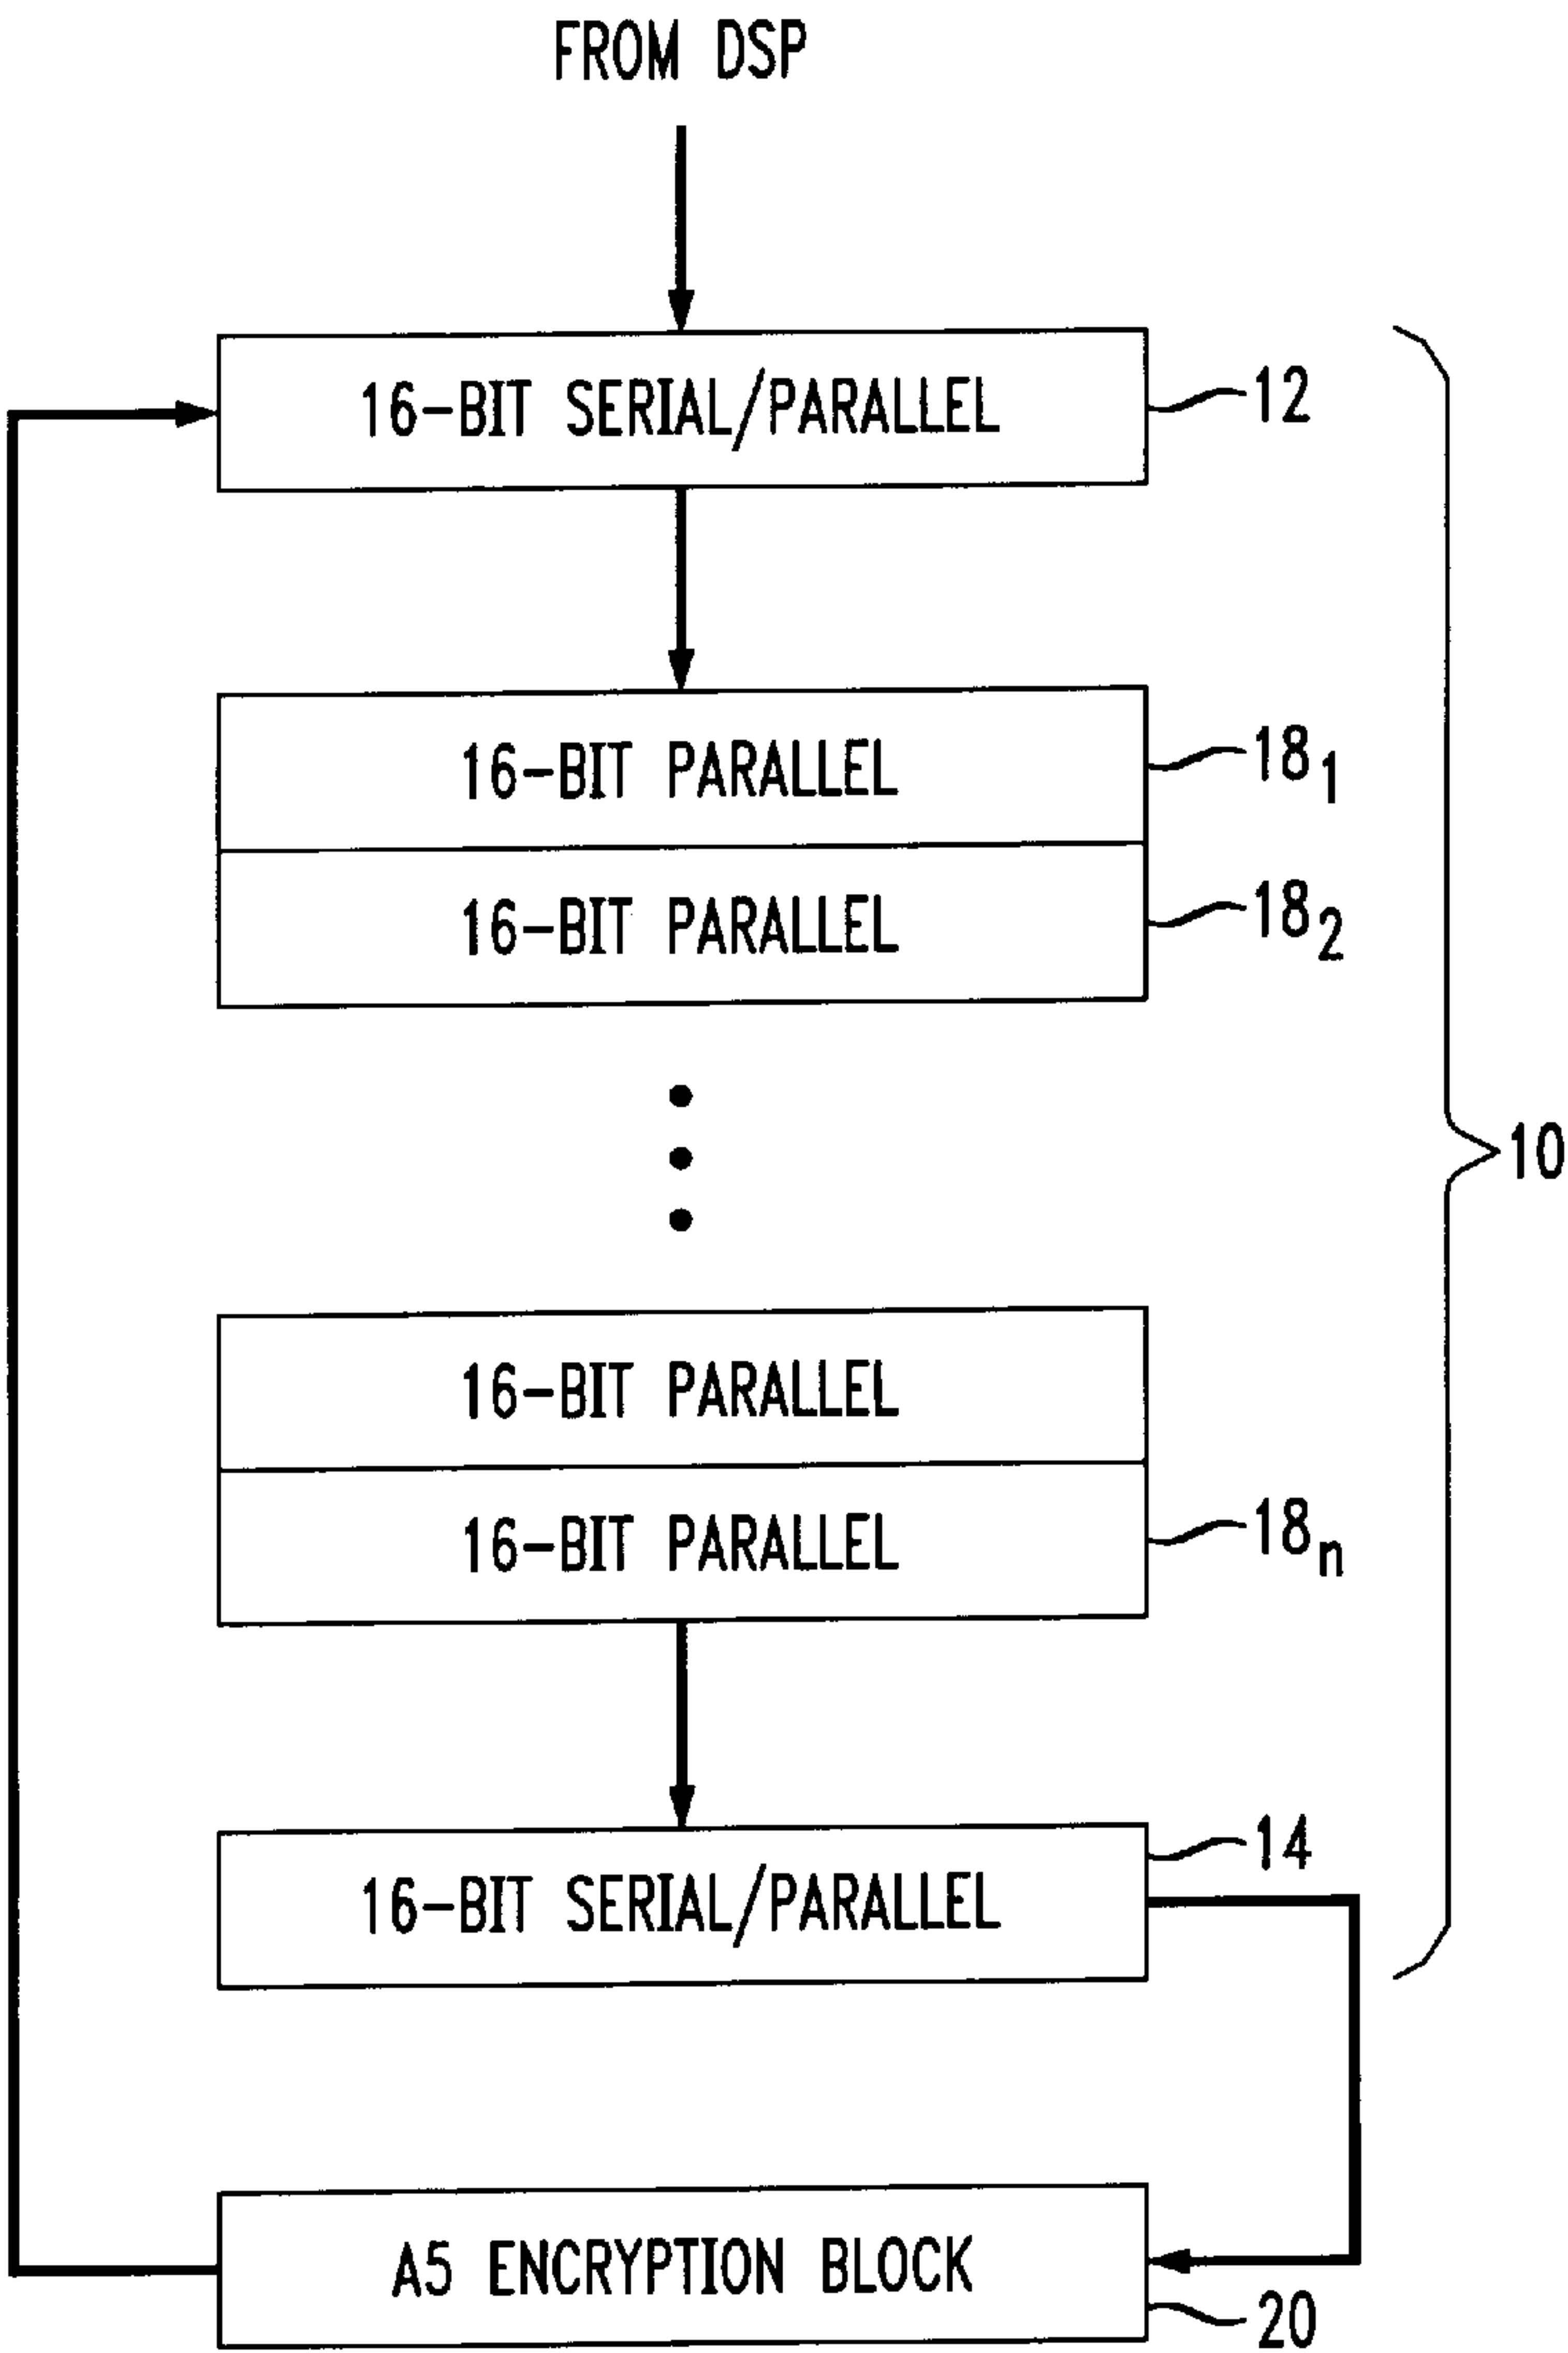 FROM DSP
16-BIT SERIAL/PARALLEL
12
16-BIT PARALLEL
18₁
16-BIT PARALLEL
18₂
10
16-BIT PARALLEL
16-BIT PARALLEL
18ₙ
14
16-BIT SERIAL/PARALLEL
A5 ENCRYPTION BLOCK
20